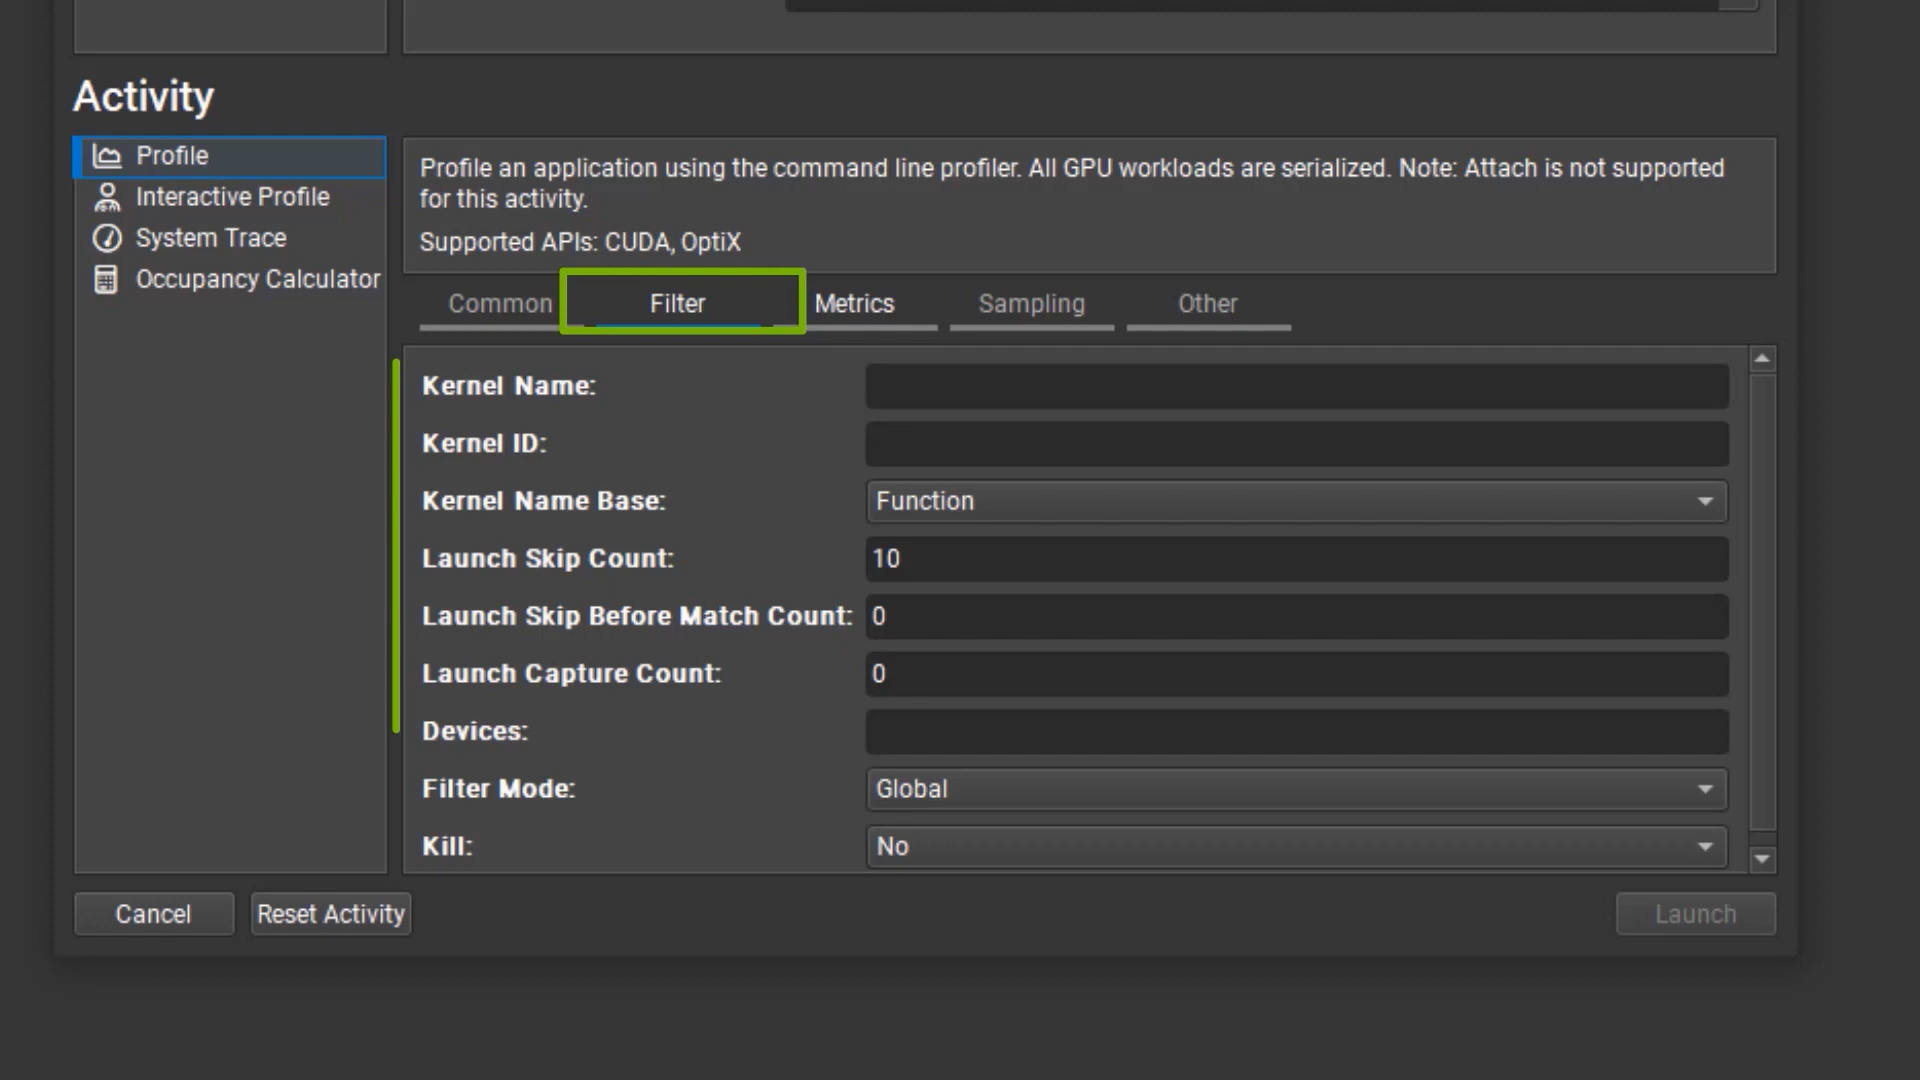 Activity
Profile
Interactive Profile
System Trace
Occupancy Calculator
Profile an application using the command line profiler. All GPU workloads are serialized. Note: Attach is not supported
for this activity.
Supported APIs: CUDA, OptiX
Common Filter Metrics Sampling Other
Kernel Name:
Kernel ID:
Kernel Name Base: Function
Launch Skip Count: 10
Launch Skip Before Match Count: 0
Launch Capture Count: 0
Devices:
Filter Mode: Global
Kill: No
Cancel Reset Activity Launch